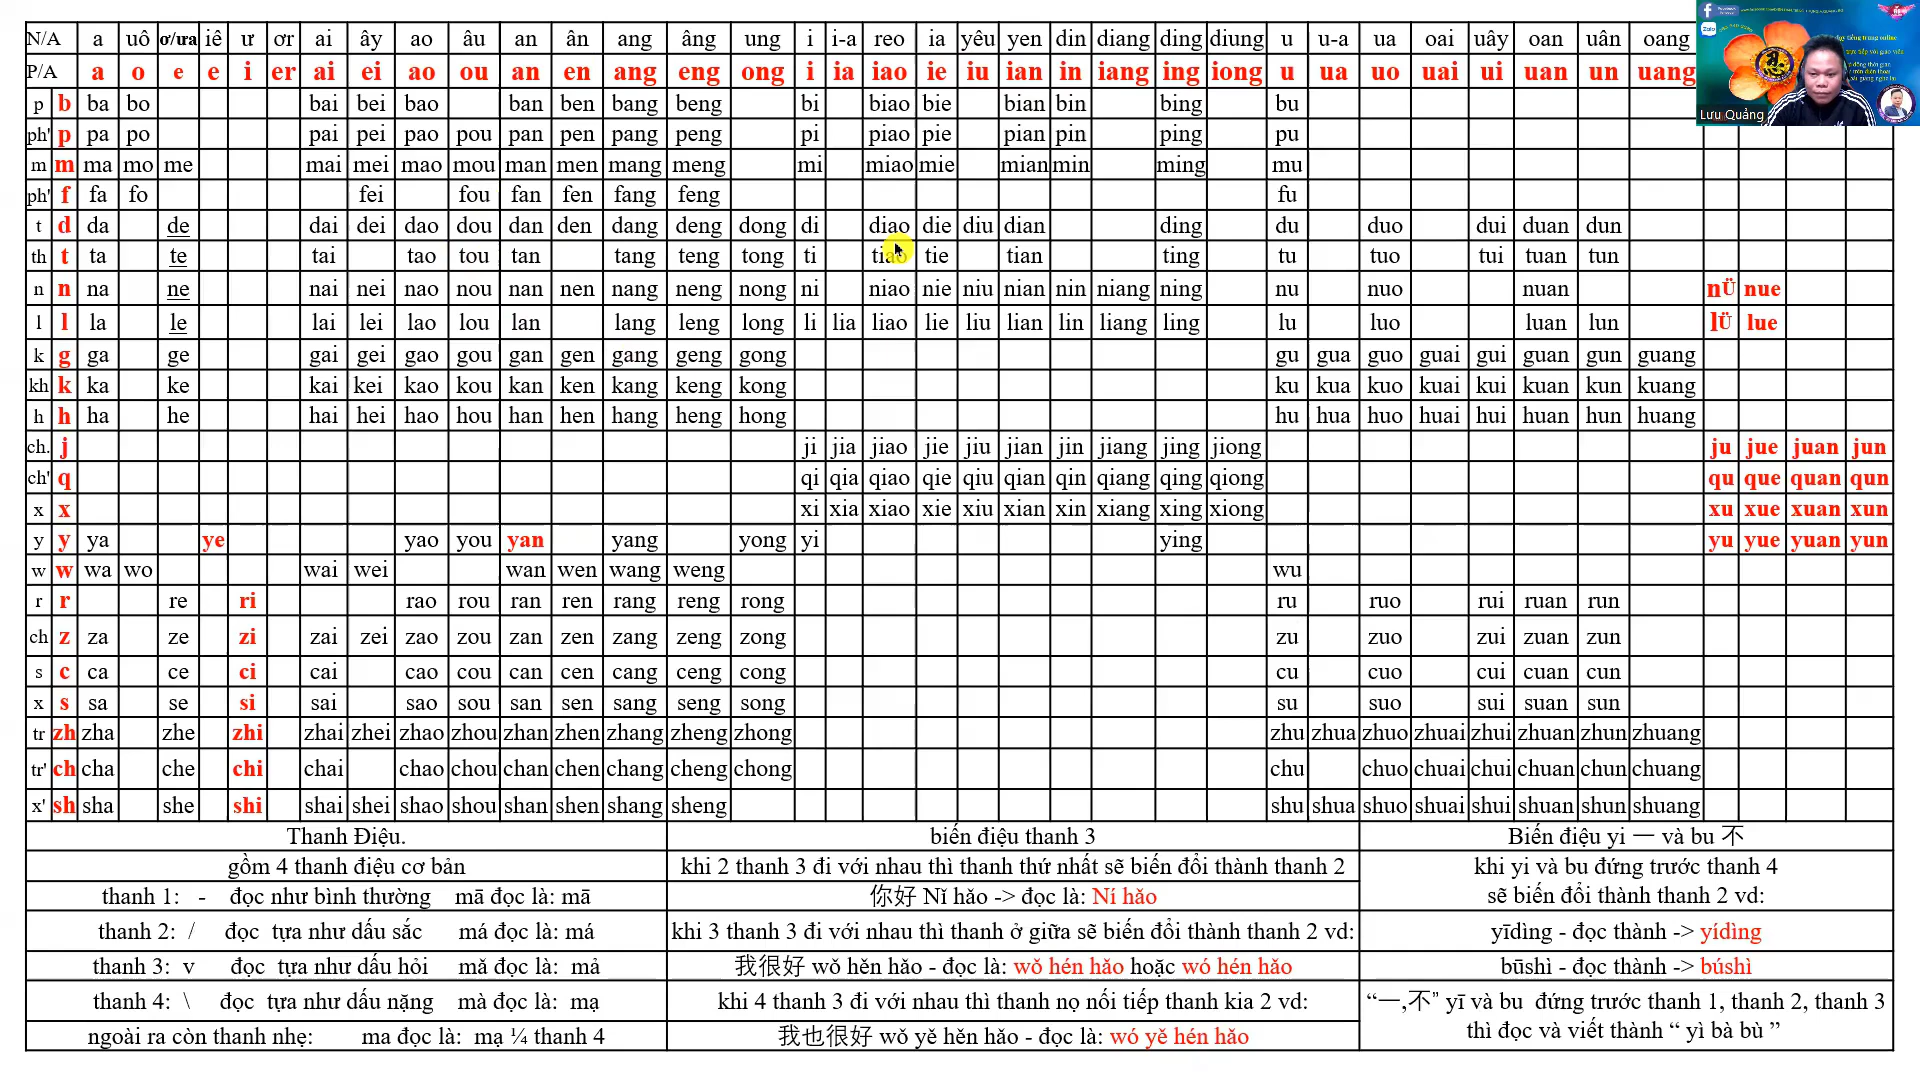 N/A a uô ơ/ưa iê ư ơr ai ây ao âu an ân ang âng ung i i-a reo ia yêu yen din diang ding diung u u-a ua oai uây oan uân oang
P/A a o e e i er ai ei ao ou an en ang eng ong i ia iao ie iu ian in iang ing iong u ua uo uai ui uan un uang
p b ba bo bai bei bao ban ben bang beng bi biao bie bian bin bing bu
ph' p pa po pai pei pao pou pan pen pang peng pi piao pie pian pin ping pu
m m ma mo me mai mei mao mou man men mang meng mi miao mie mian min ming mu
ph' f fa fo fei fou fan fen fang feng fu
t d da de dai dei dao dou dan den dang deng dong di diao die diu dian ding du duo dui duan dun
th t ta te tai tao tou tan tang teng tong ti tiao tie tian ting tu tuo tui tuan tun
n n na ne nai nei nao nou nan nen nang neng nong ni niao nie niu nian nin niang ning nu nuo nuan nÜ nue
l l la le lai lei lao lou lan lang leng long li lia liao lie liu lian lin liang ling lu luo luan lun lÜ lue
k g ga ge gai gei gao gou gan gen gang geng gong gu gua guo guai gui guan gun guang
kh k ka ke kai kei kao kou kan ken kang keng kong ku kua kuo kuai kui kuan kun kuang
h h ha he hai hei hao hou han hen hang heng hong hu hua huo huai hui huan hun huang
ch. j ji jia jiao jie jiu jian jin jiang jing jiong ju jue juan jun
ch' q qi qia qiao qie qiu qian qin qiang qing qiong qu que quan qun
x x xi xia xiao xie xiu xian xin xiang xing xiong xu xue xuan xun
y y ya ye yao you yan yang yong yi ying yu yue yuan yun
w w wa wo wai wei wan wen wang weng wu
r r re ri rao rou ran ren rang reng rong ru ruo rui ruan run
ch z za ze zi zai zei zao zou zan zen zang zeng zong zu zuo zui zuan zun
s c ca ce ci cai cao cou can cen cang ceng cong cu cuo cui cuan cun
x s sa se si sai sao sou san sen sang seng song su suo sui suan sun
tr zh zha zhe zhi zhai zhei zhao zhou zhan zhen zhang zheng zhong zhu zhua zhuo zhuai zhui zhuan zhun zhuang
tr' ch cha che chi chai chao chou chan chen chang cheng chong chu chuo chuai chui chuan chun chuang
x' sh sha she shi shai shei shao shou shan shen shang sheng shu shua shuo shuai shui shuan shun shuang
Thanh Điệu.
gồm 4 thanh điệu cơ bản
thanh 1: - đọc như bình thường mā đọc là: mā
thanh 2: / đọc tựa như dấu sắc má đọc là: má
thanh 3: v đọc tựa như dấu hỏi mǎ đọc là: mả
thanh 4: \ đọc tựa như dấu nặng mà đọc là: mạ
ngoài ra còn thanh nhẹ: ma đọc là: mạ ¼ thanh 4
biến điệu thanh 3
khi 2 thanh 3 đi với nhau thì thanh thứ nhất sẽ biến đổi thành thanh 2
你好 Nǐ hǎo -> đọc là: Ní hǎo
khi 3 thanh 3 đi với nhau thì thanh ở giữa sẽ biến đổi thành thanh 2 vd:
我很好 wǒ hěn hǎo - đọc là: wǒ hén hǎo hoặc wó hén hǎo
khi 4 thanh 3 đi với nhau thì thanh nọ nối tiếp thanh kia 2 vd:
我也很好 wǒ yě hěn hǎo - đọc là: wó yě hén hǎo
Biến điệu yi 一 và bu 不
khi yi và bu đứng trước thanh 4
sẽ biến đổi thành thanh 2 vd:
yīdìng - đọc thành -> yídìng
būshì - đọc thành -> búshì
“一,不” yī và bu đứng trước thanh 1, thanh 2, thanh 3
thì đọc và viết thành “ yì bà bù ”
Zalo
Lưu Quảng